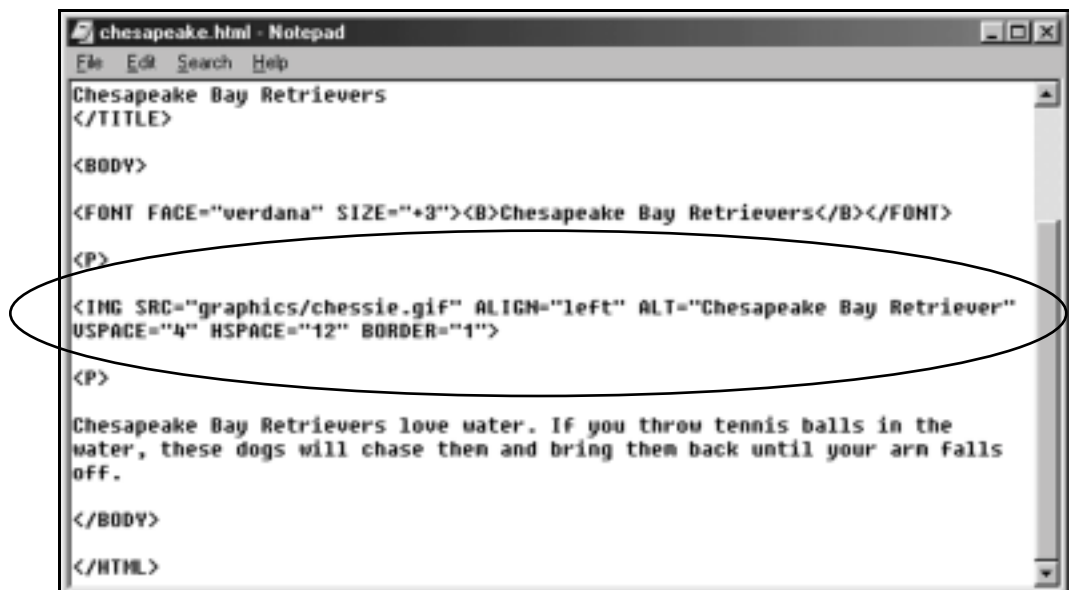 chesapeake.html - Notepad
File Edit Search Help
Chesapeake Bay Retrievers
</TITLE>
<BODY>
<FONT FACE="verdana" SIZE="+3"><B>Chesapeake Bay Retrievers</B></FONT>
<P>
<IMG SRC="graphics/chessie.gif" ALIGN="left" ALT="Chesapeake Bay Retriever"
VSPACE="4" HSPACE="12" BORDER="1">
<P>
Chesapeake Bay Retrievers love water. If you throw tennis balls in the
water, these dogs will chase them and bring them back until your arm falls
off.
</BODY>
</HTML>